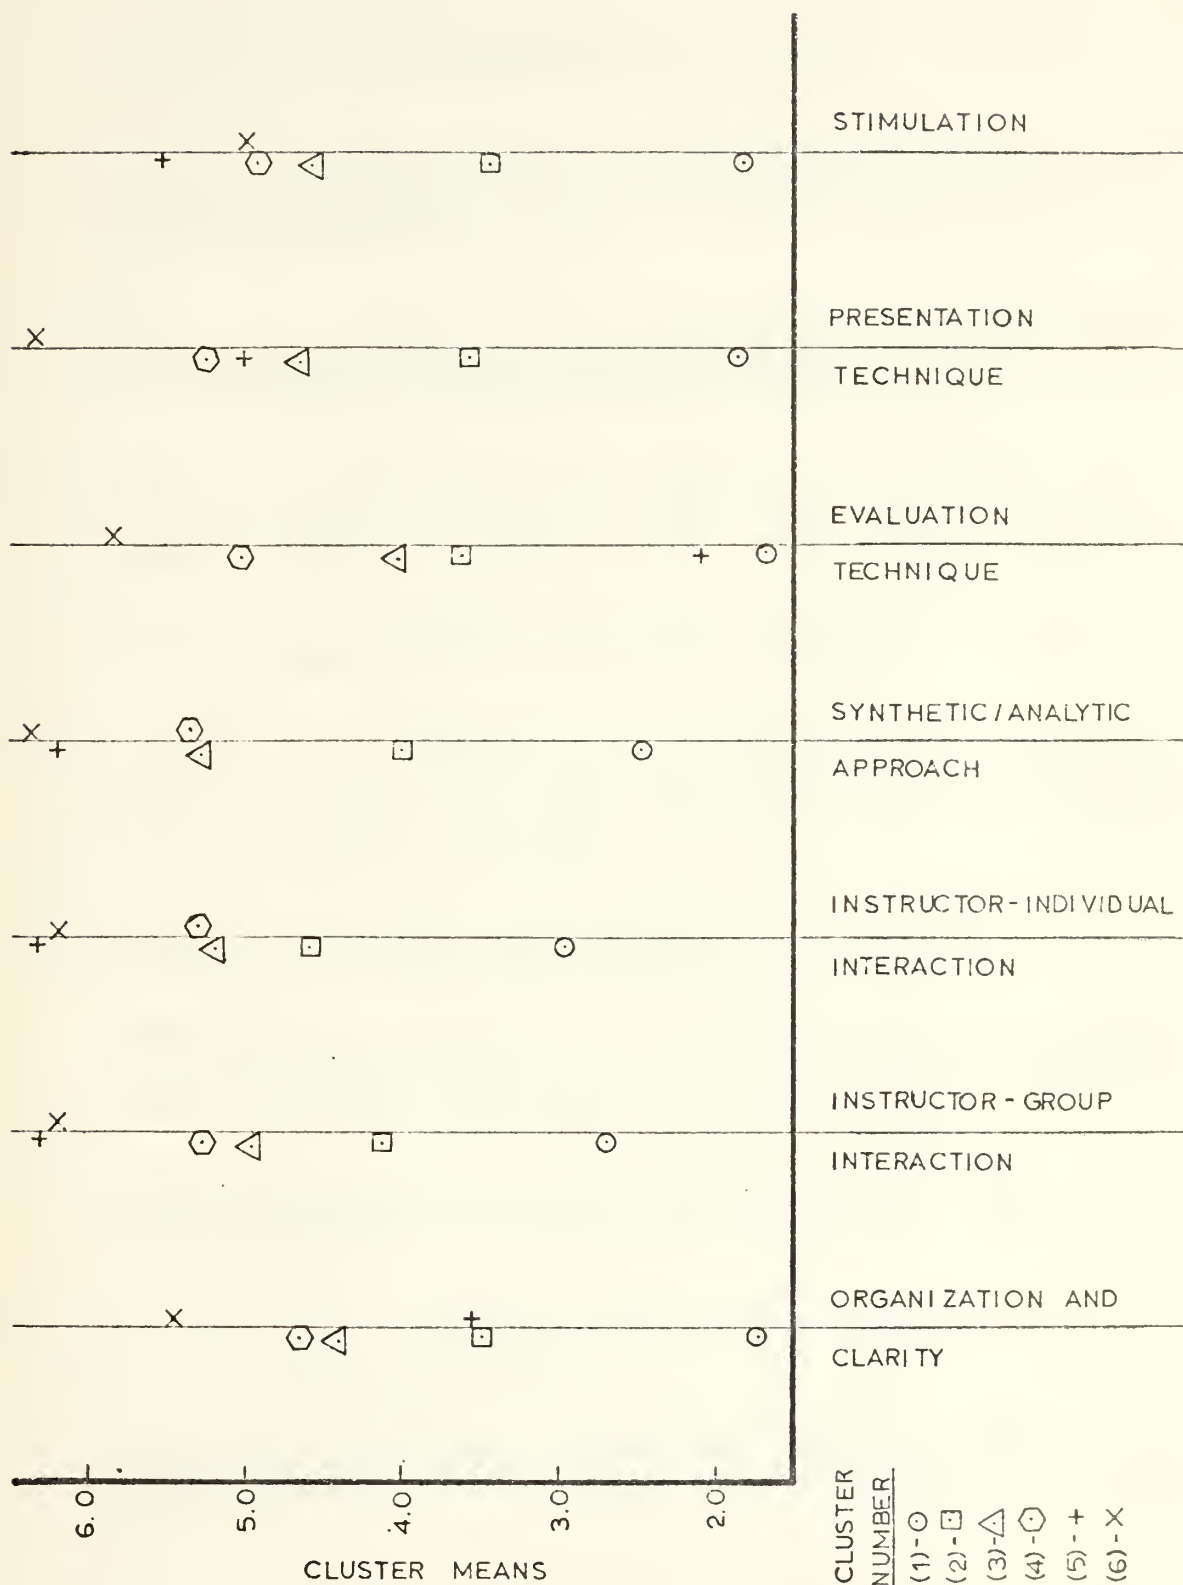 STIMULATION
PRESENTATION
TECHNIQUE
EVALUATION
TECHNIQUE
SYNTHETIC/ANALYTIC
APPROACH
INSTRUCTOR-INDIVIDUAL
INTERACTION
INSTRUCTOR-GROUP
INTERACTION
ORGANIZATION AND
CLARITY
6.0
5.0
4.0
3.0
2.0
CLUSTER MEANS
CLUSTER
NUMBER
(1)-
(2)-
(3)-
(4)-
(5)-+
(6)-X